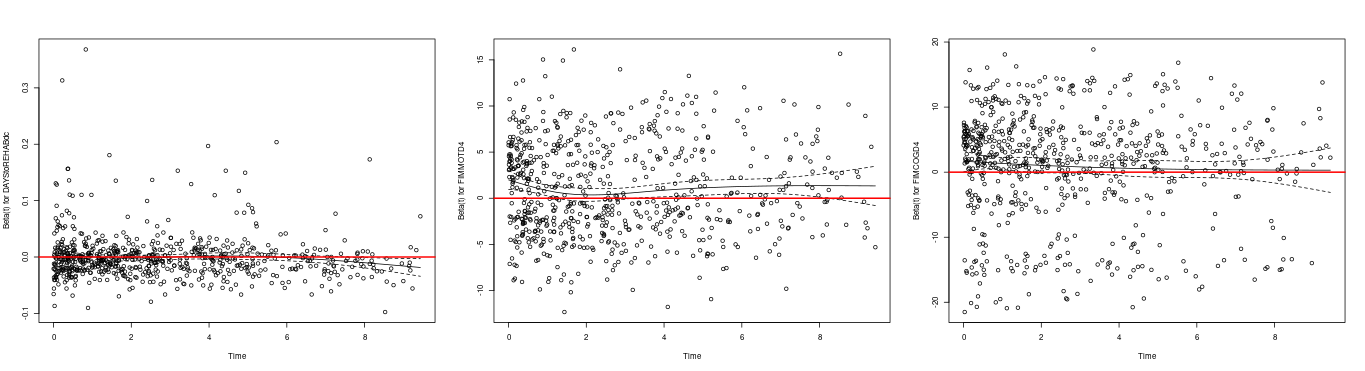 Beta(t) for DAYStoREHABdc
-0.1 0.0 0.1 0.2 0.3
0 2 4 6 8
Time
Beta(t) for FIMMOTD4
-10 -5 0 5 10 15
0 2 4 6 8
Time
Beta(t) for FIMCOGD4
-20 -10 0 10 20
0 2 4 6 8
Time